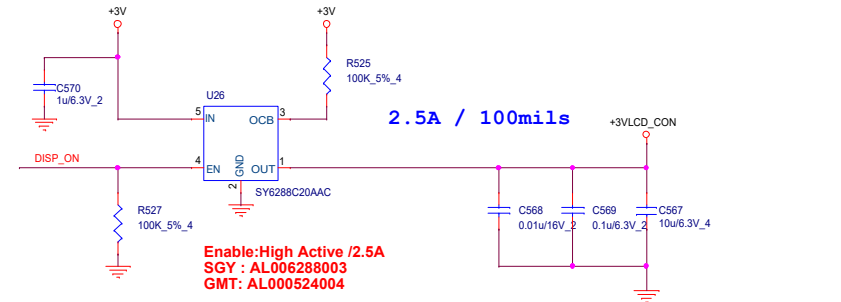 +3V
+3V
R525
100K_5%_4
C570
1u/6.3V_2
U26
5
IN
OCB
3
2.5A / 100mils
+3VLCD_CON
DISP_ON
4
EN
GND
OUT
1
2
SY6288C20AAC
R527
100K_5%_4
C568
0.01u/16V_2
C569
0.1u/6.3V_2
C567
10u/6.3V_4
Enable:High Active /2.5A
SGY : AL006288003
GMT: AL000524004